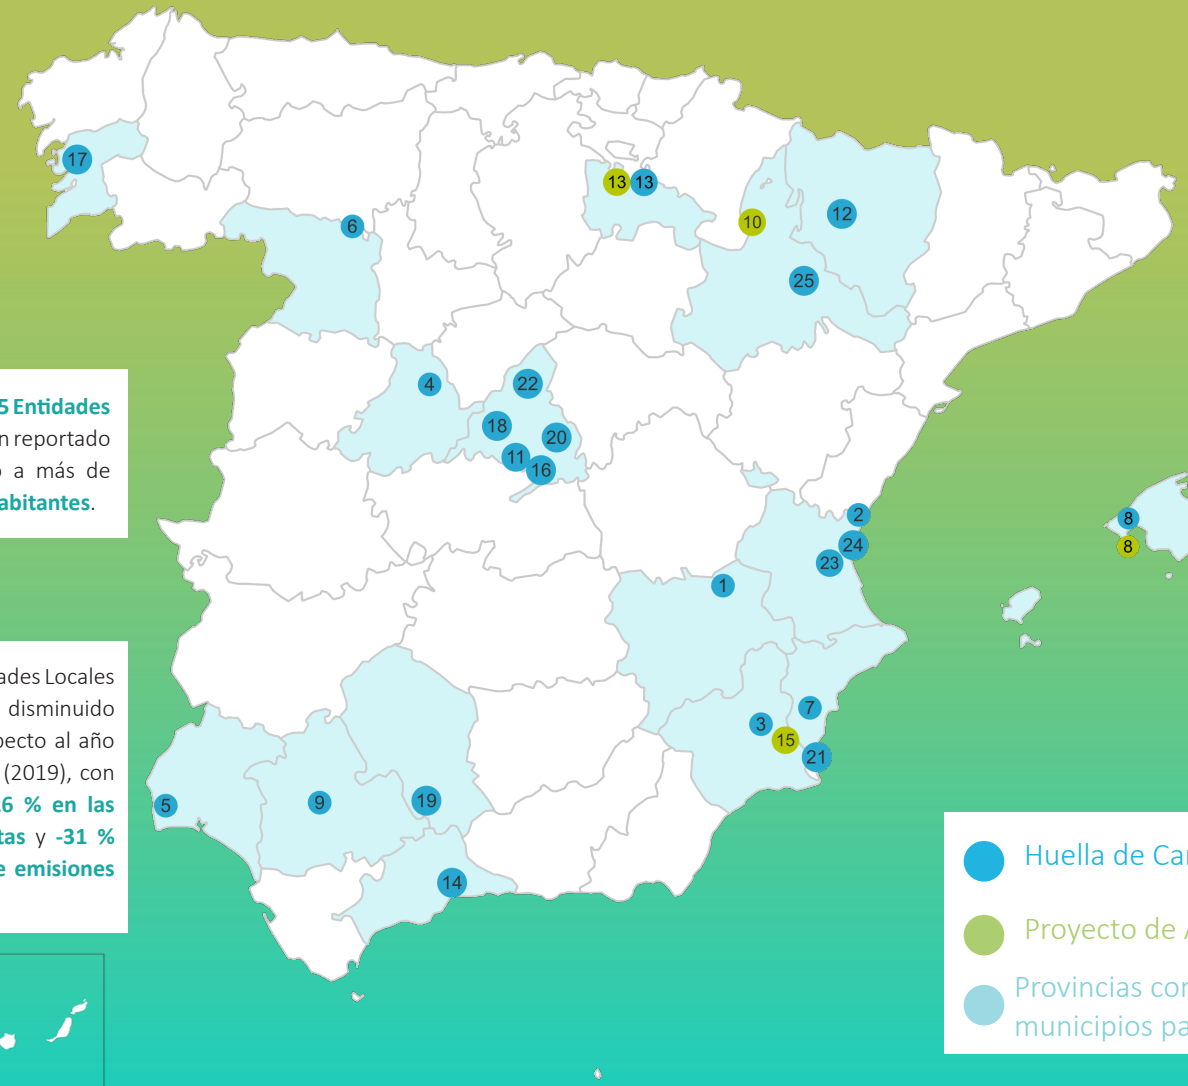 17
6
13
13
10
12
25
4
22
18
20
11
16
2
24
23
1
8
8
7
3
15
21
5
9
19
14
5 Entidades
n reportado
a más de
abitantes.
ades Locales
disminuido
pecto al año
(2019), con
6 % en las
tas y -31 %
e emisiones
Huella de Ca
Proyecto de
Provincias con
municipios pa